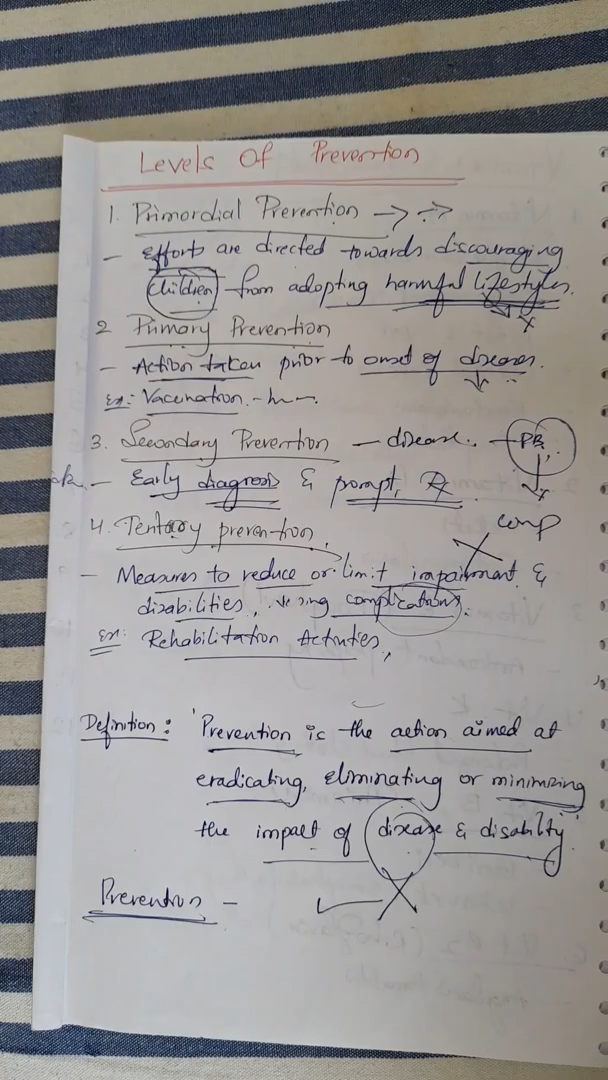 Levels Of Prevention
1. Primordial Prevention →
- Efforts are directed towards discouraging
children from adopting harmful lifestyles.
2 Primary Prevention
- Action taken prior to onset of disease.
Ex: Vaccination.
3. Secondary Prevention — disease.
- Early diagnosis & prompt, Rx
comp
4. Tertiary prevention,
- Measures to reduce or limit impairment &
disabilities, complications.
Ex: Rehabilitation Activities,
Definition: 'Prevention is the action aimed at
eradicating, eliminating or minimizing
the impact of disease & disability'.
Prevention -